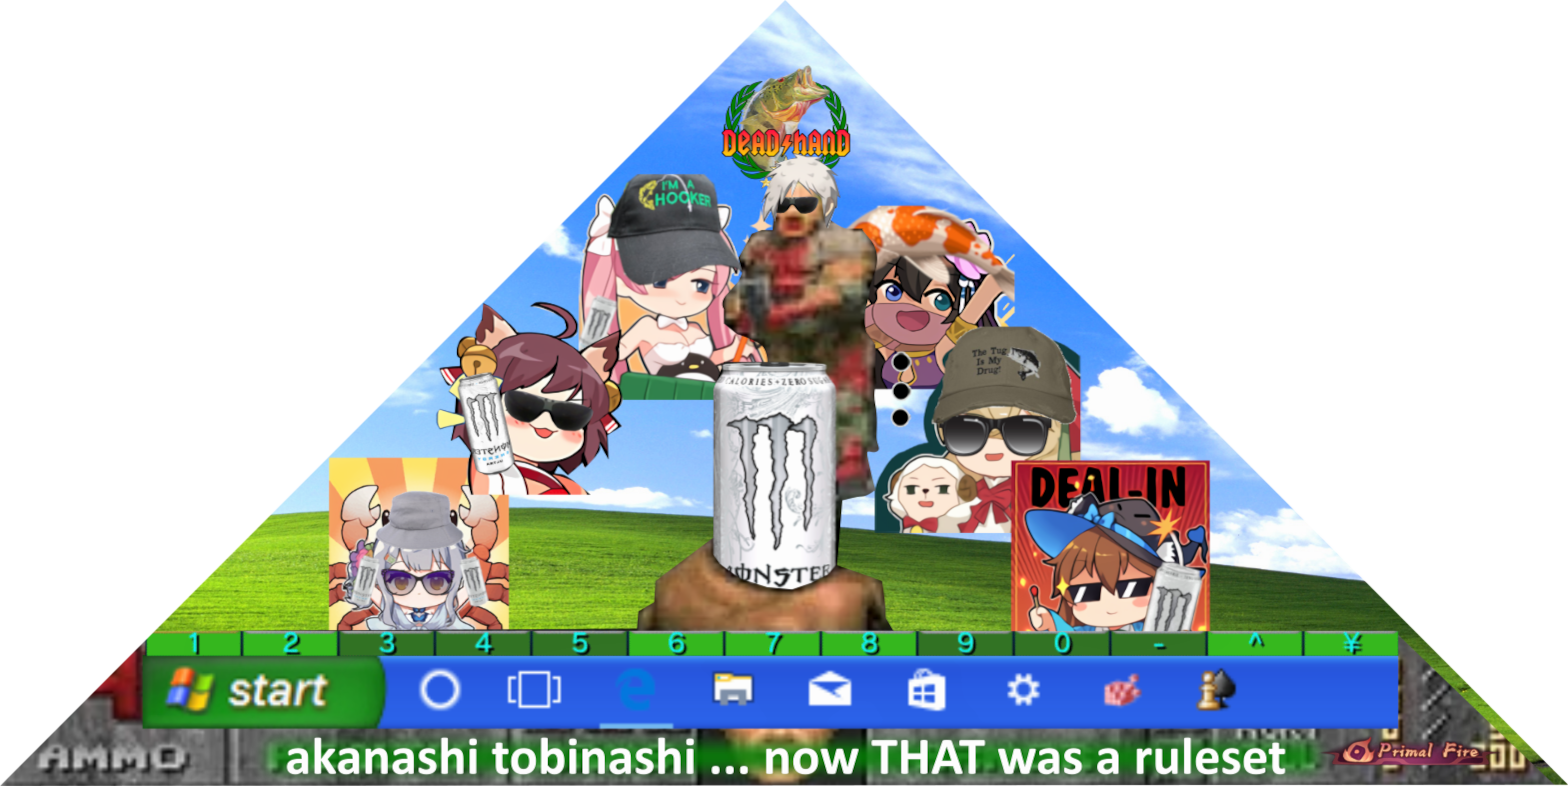 DEAD⚡HAND
I'M A
HOOKER
CALORIES + ZERO SUG
The Tug
Is My
Drug!
MONSTER
DEAL-IN
1 2 3 4 5 6 7 8 9 0 - ^ ¥
start
AMMO
akanashi tobinashi ... now THAT was a ruleset
Primal Fire